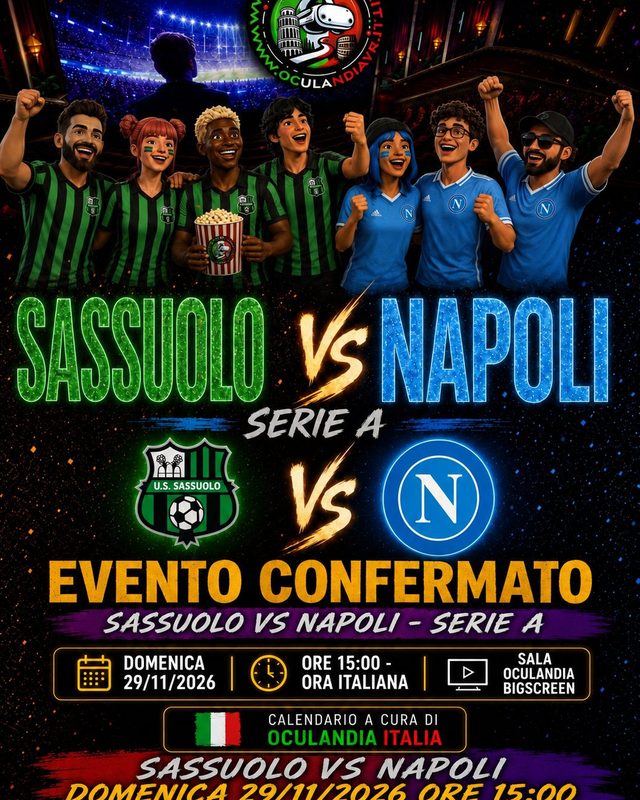 WWW.OCULANDIAVR.IT
SASSUOLO VS NAPOLI
SERIE A
U.S. SASSUOLO
VS
N
EVENTO CONFERMATO
SASSUOLO VS NAPOLI - SERIE A
DOMENICA
29/11/2026
ORE 15:00 -
ORA ITALIANA
SALA
OCULANDIA
BIGSCREEN
CALENDARIO A CURA DI
OCULANDIA ITALIA
SASSUOLO VS NAPOLI
DOMENICA 29/11/2026 ORE 15:00